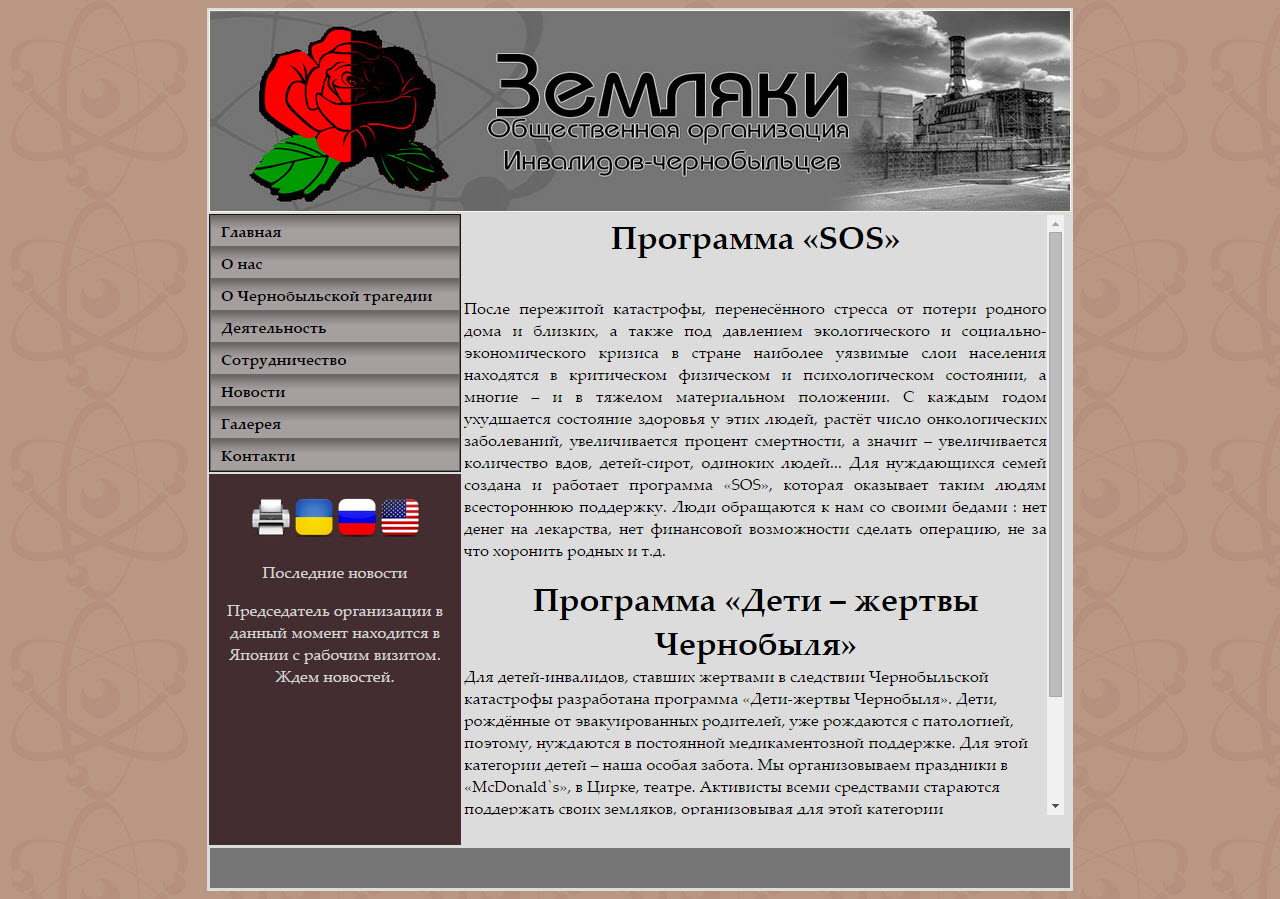 Земляки
Общественная организация
Инвалидов-чернобыльцев
Главная
О нас
О Чернобыльской трагедии
Деятельность
Сотрудничество
Новости
Галерея
Контакти
Последние новости
Председатель организации в
данный момент находится в
Японии с рабочим визитом.
Ждем новостей.
Программа «SOS»
После пережитой катастрофы, перенесённого стресса от потери родного
дома и близких, а также под давлением экологического и социально-
экономического кризиса в стране наиболее уязвимые слои населения
находятся в критическом физическом и психологическом состоянии, а
многие – и в тяжелом материальном положении. С каждым годом
ухудшается состояние здоровья у этих людей, растёт число онкологических
заболеваний, увеличивается процент смертности, а значит – увеличивается
количество вдов, детей-сирот, одиноких людей... Для нуждающихся семей
создана и работает программа «SOS», которая оказывает таким людям
всестороннюю поддержку. Люди обращаются к нам со своими бедами : нет
денег на лекарства, нет финансовой возможности сделать операцию, не за
что хоронить родных и т.д.
Программа «Дети – жертвы
Чернобыля»
Для детей-инвалидов, ставших жертвами в следствии Чернобыльской
катастрофы разработана программа «Дети-жертвы Чернобыля». Дети,
рождённые от эвакуированных родителей, уже рождаются с патологией,
поэтому, нуждаются в постоянной медикаментозной поддержке. Для этой
категории детей – наша особая забота. Мы организовываем праздники в
«McDonald`s», в Цирке, театре. Активисты всеми средствами стараются
поддержать своих земляков, организовывая для этой категории